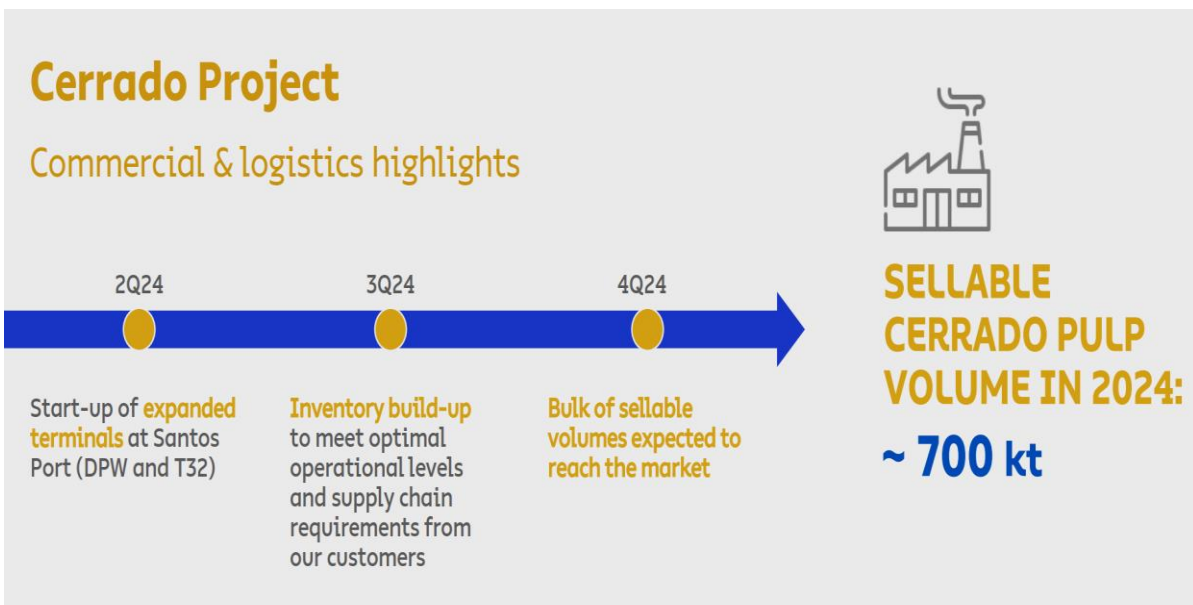 Cerrado Project
Commercial & logistics highlights
2Q24
3Q24
4Q24
Start-up of expanded
terminals at Santos
Port (DPW and T32)
Inventory build-up
to meet optimal
operational levels
and supply chain
requirements from
our customers
Bulk of sellable
volumes expected to
reach the market
SELLABLE
CERRADO PULP
VOLUME IN 2024:
~ 700 kt